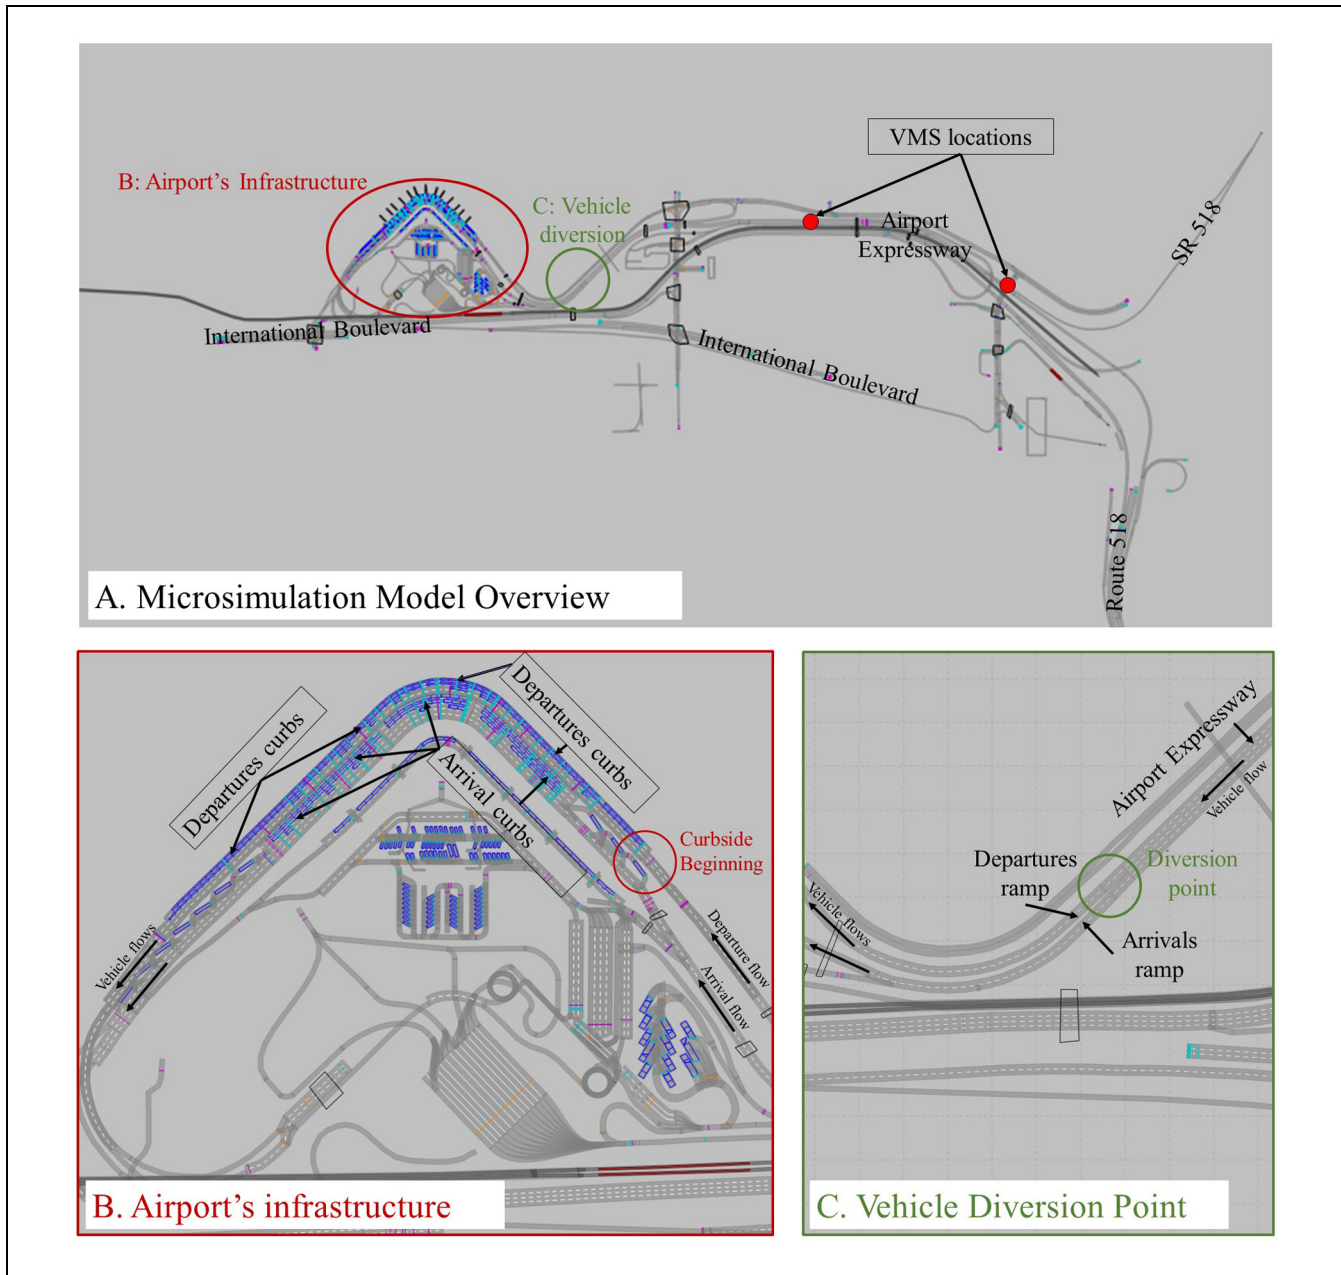 VMS locations
B: Airport's Infrastructure
C: Vehicle
diversion
Airport
Expressway
SR-518
International Boulevard
International Boulevard
Route 518
A. Microsimulation Model Overview
Departures curbs
Departures curbs
Arrival curbs
Curbside
Beginning
Vehicle flows
Departure flow
Arrival flow
B. Airport's infrastructure
Airport Expressway
Vehicle flow
Departures
ramp
Diversion
point
Vehicle flows
Arrivals
ramp
C. Vehicle Diversion Point